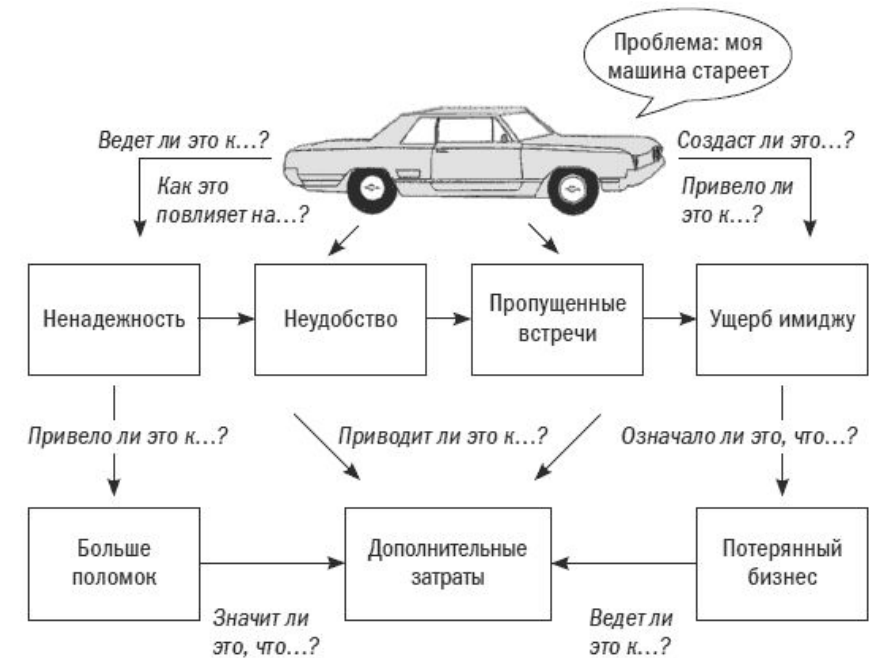 Проблема: моя
машина стареет
Ведет ли это к…?
Создаст ли это…?
Как это
повлияет на…?
Привело ли
это к…?
Ненадежность
Неудобство
Пропущенные
встречи
Ущерб имиджу
Привело ли это к…?
Приводит ли это к…?
Означало ли это, что…?
Больше
поломок
Дополнительные
затраты
Потерянный
бизнес
Значит ли
это, что…?
Ведет ли
это к…?